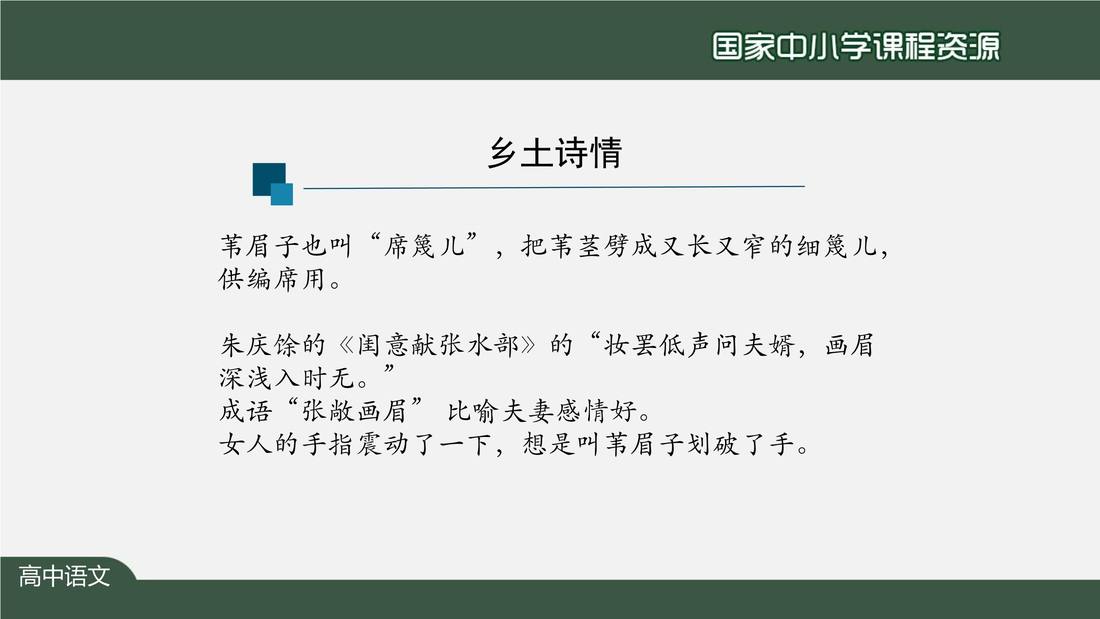 国家中小学课程资源
乡土诗情
苇眉子也叫“席篾儿”，把苇茎劈成又长又窄的细篾儿，
供编席用。
朱庆馀的《闺意献张水部》的“妆罢低声问夫婿，画眉
深浅入时无。”
成语“张敞画眉” 比喻夫妻感情好。
女人的手指震动了一下，想是叫苇眉子划破了手。
高中语文